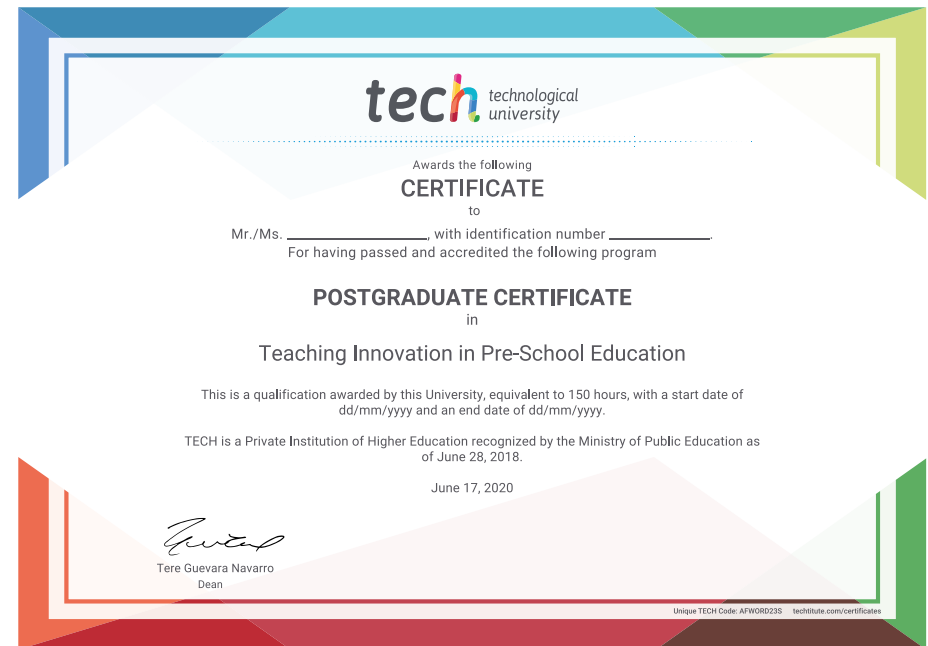 tech technological
university
Awards the following
CERTIFICATE
to
Mr./Ms. ____________________, with identification number ______________.
For having passed and accredited the following program
POSTGRADUATE CERTIFICATE
in
Teaching Innovation in Pre-School Education
This is a qualification awarded by this University, equivalent to 150 hours, with a start date of
dd/mm/yyyy and an end date of dd/mm/yyyy.
TECH is a Private Institution of Higher Education recognized by the Ministry of Public Education as
of June 28, 2018.
June 17, 2020
Tere Guevara Navarro
Dean
Unique TECH Code: AFWORD23S techtitute.com/certificates